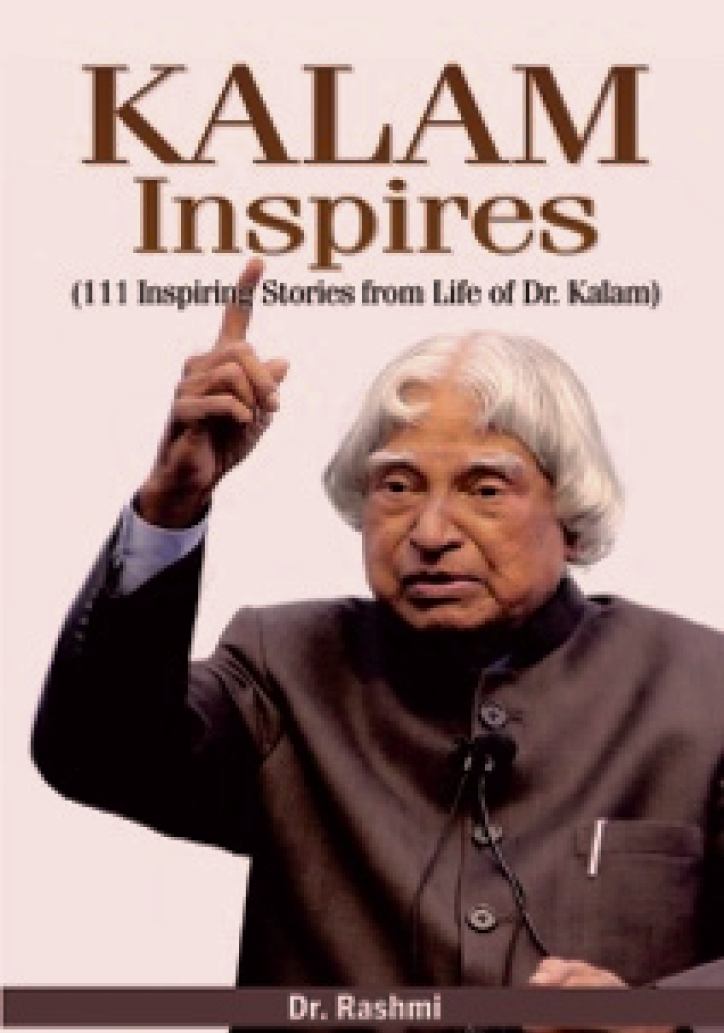 KALAM
Inspires
(111 Inspiring Stories from Life of Dr. Kalam)
Dr. Rashmi